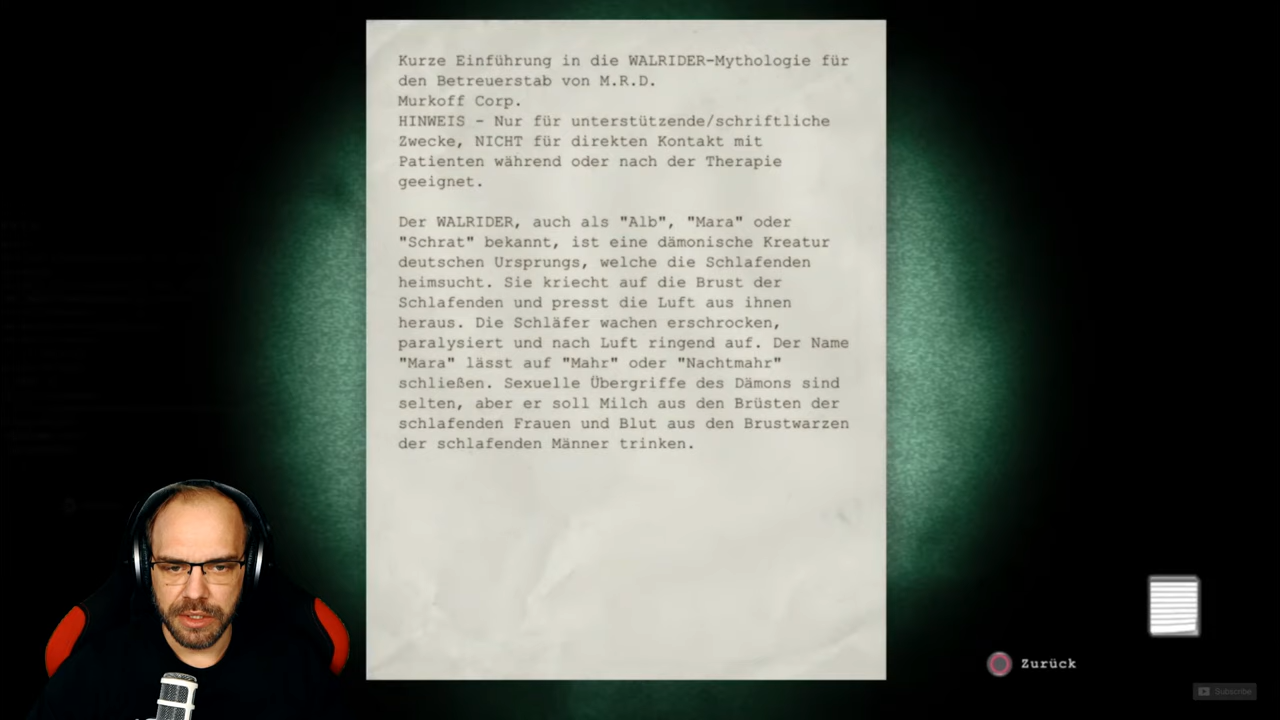 Kurze Einführung in die WALRIDER-Mythologie für
den Betreuerstab von M.R.D.
Murkoff Corp.
HINWEIS - Nur für unterstützende/schriftliche
Zwecke, NICHT für direkten Kontakt mit
Patienten während oder nach der Therapie
geeignet.
Der WALRIDER, auch als "Alb", "Mara" oder
"Schrat" bekannt, ist eine dämonische Kreatur
deutschen Ursprungs, welche die Schlafenden
heimsucht. Sie kriecht auf die Brust der
Schlafenden und presst die Luft aus ihnen
heraus. Die Schläfer wachen erschrocken,
paralysiert und nach Luft ringend auf. Der Name
"Mara" lässt auf "Mahr" oder "Nachtmahr"
schließen. Sexuelle Übergriffe des Dämons sind
selten, aber er soll Milch aus den Brüsten der
schlafenden Frauen und Blut aus den Brustwarzen
der schlafenden Männer trinken.
Zurück
Subscribe